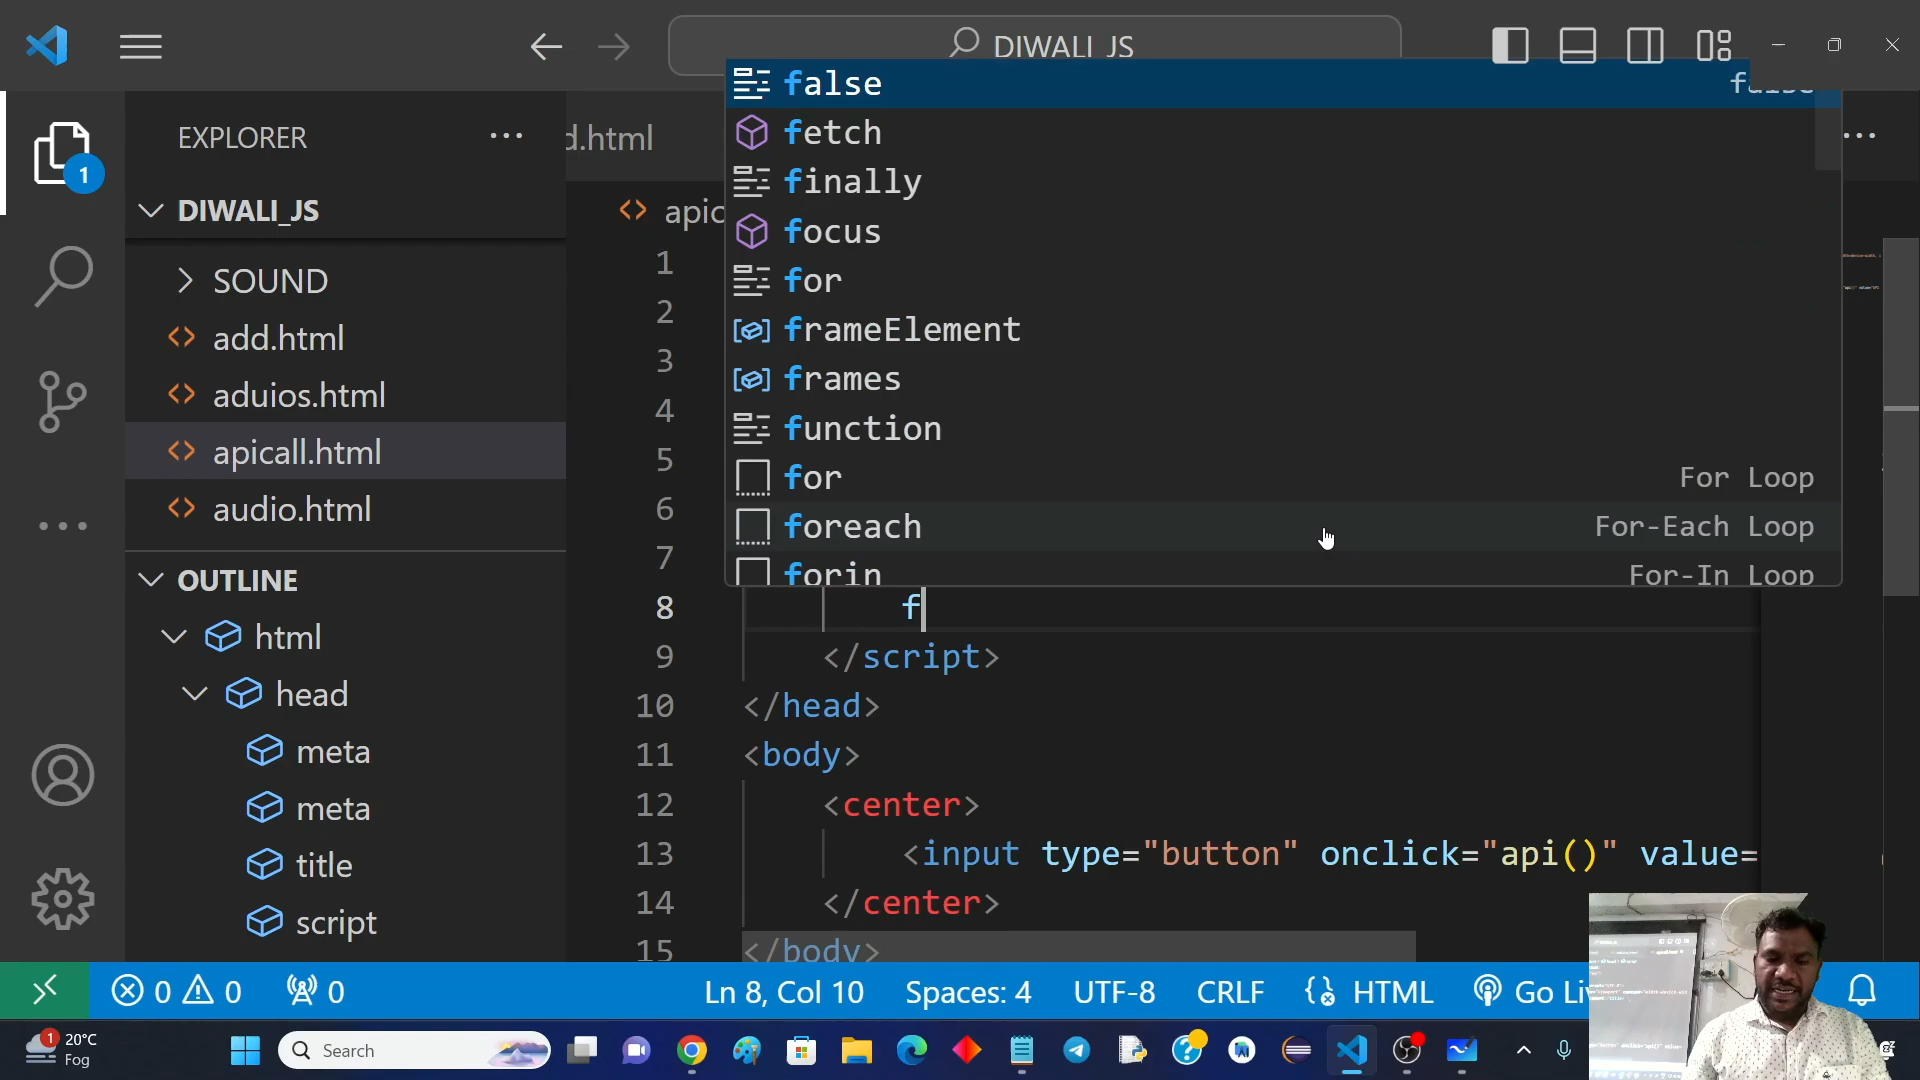 DIWALI_JS
false
fetch
finally
focus
for
frameElement
frames
function
for For Loop
foreach For-Each Loop
forin For-In Loop
EXPLORER
1
DIWALI_JS
SOUND
add.html
aduios.html
apicall.html
audio.html
OUTLINE
html
head
meta
meta
title
script
d.html
apic
1
2
3
4
5
6
7
8 f
9 </script>
10 </head>
11 <body>
12 <center>
13 <input type="button" onclick="api()" value=
14 </center>
15 </body>
0 0 0
Ln 8, Col 10 Spaces: 4 UTF-8 CRLF HTML Go Li
1 20°C
Fog
Search